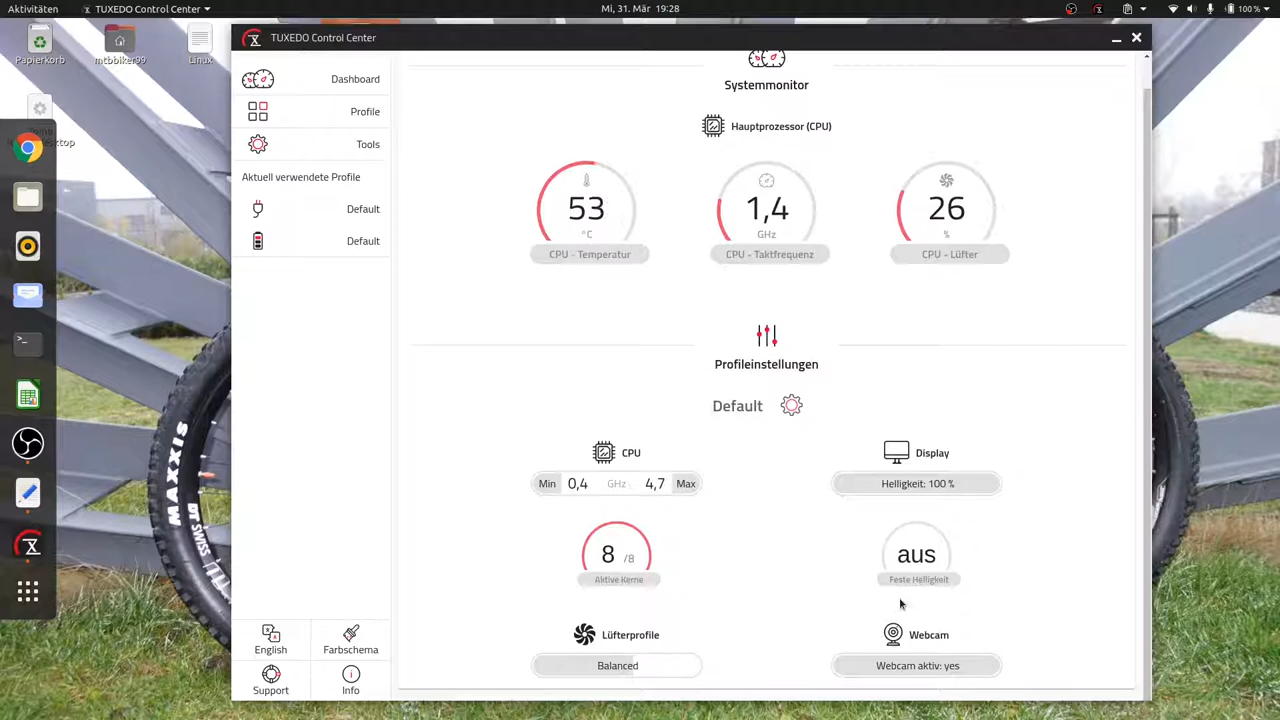 Aktivitäten
TUXEDO Control Center
Mi, 31. Mär 19:28
100 %
Papierkorb
mtbbiker99
Linux
TUXEDO Control Center
Dashboard
Profile
Tools
Aktuell verwendete Profile
Default
Default
English
Farbschema
Support
Info
Systemmonitor
Hauptprozessor (CPU)
53
°C
CPU - Temperatur
1,4
GHz
CPU - Taktfrequenz
26
%
CPU - Lüfter
Profileinstellungen
Default
CPU
Min 0,4 GHz 4,7 Max
8 /8
Aktive Kerne
Lüfterprofile
Balanced
Display
Helligkeit: 100 %
aus
Feste Helligkeit
Webcam
Webcam aktiv: yes
MAXXIS
DT SWISS